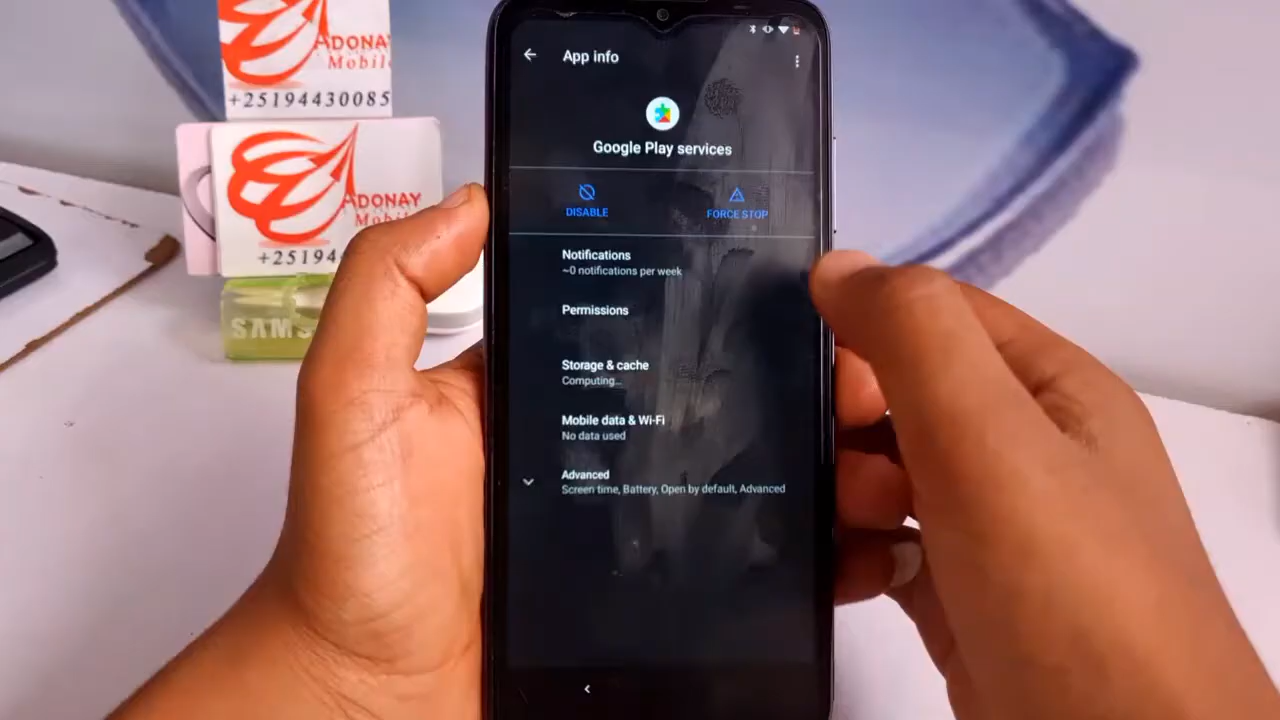 ADONAY
Mobile
+25194430085
ADONAY
Mobile
+25194
SAMS
App info
Google Play services
DISABLE
FORCE STOP
Notifications
~0 notifications per week
Permissions
Storage & cache
Computing...
Mobile data & Wi-Fi
No data used
Advanced
Screen time, Battery, Open by default, Advanced